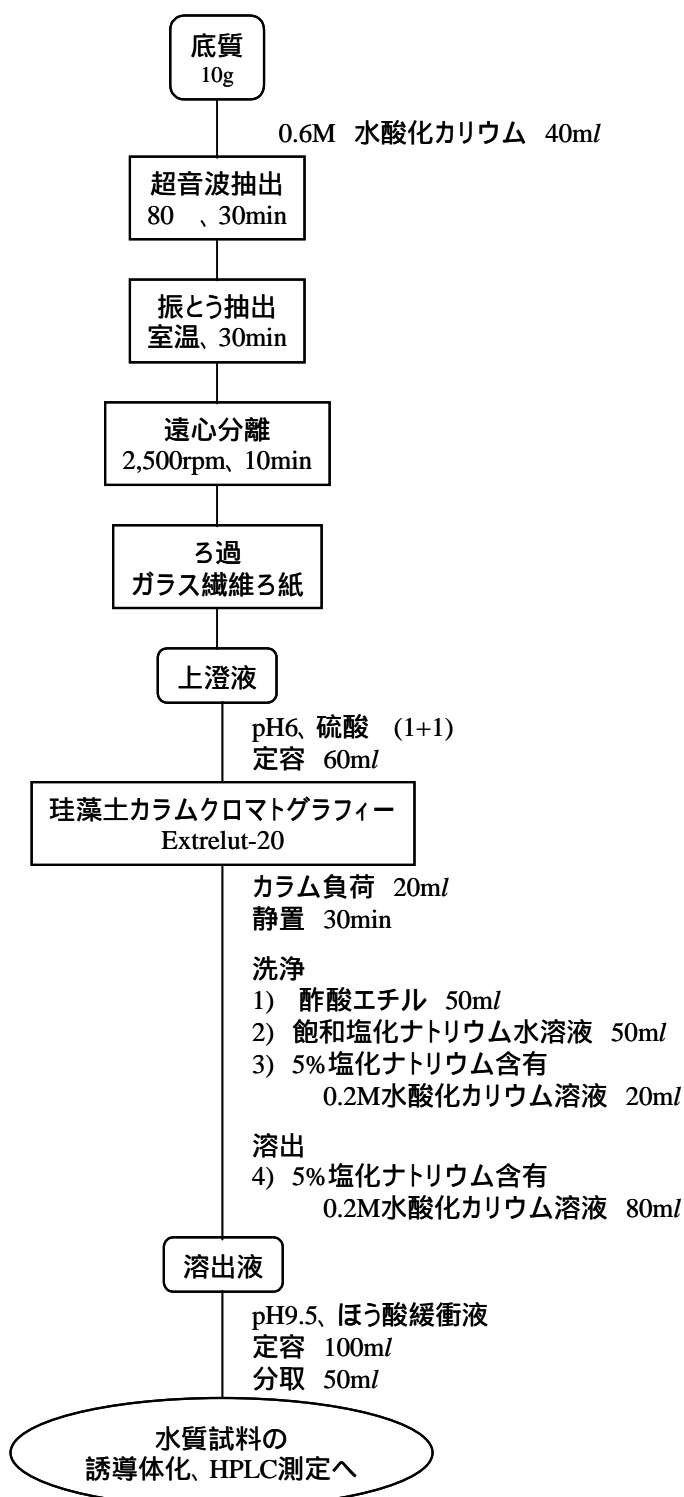 底質
10g
0.6M 水酸化カリウム 40ml
超音波抽出
80 、30min
振とう抽出
室温、30min
遠心分離
2,500rpm、10min
ろ過
ガラス繊維ろ紙
上澄液
pH6、硫酸 (1+1)
定容 60ml
珪藻土カラムクロマトグラフィー
Extrelut-20
カラム負荷 20ml
静置 30min
洗浄
1) 酢酸エチル 50ml
2) 飽和塩化ナトリウム水溶液 50ml
3) 5%塩化ナトリウム含有
0.2M水酸化カリウム溶液 20ml
溶出
4) 5%塩化ナトリウム含有
0.2M水酸化カリウム溶液 80ml
溶出液
pH9.5、ほう酸緩衝液
定容 100ml
分取 50ml
水質試料の
誘導体化、HPLC測定へ